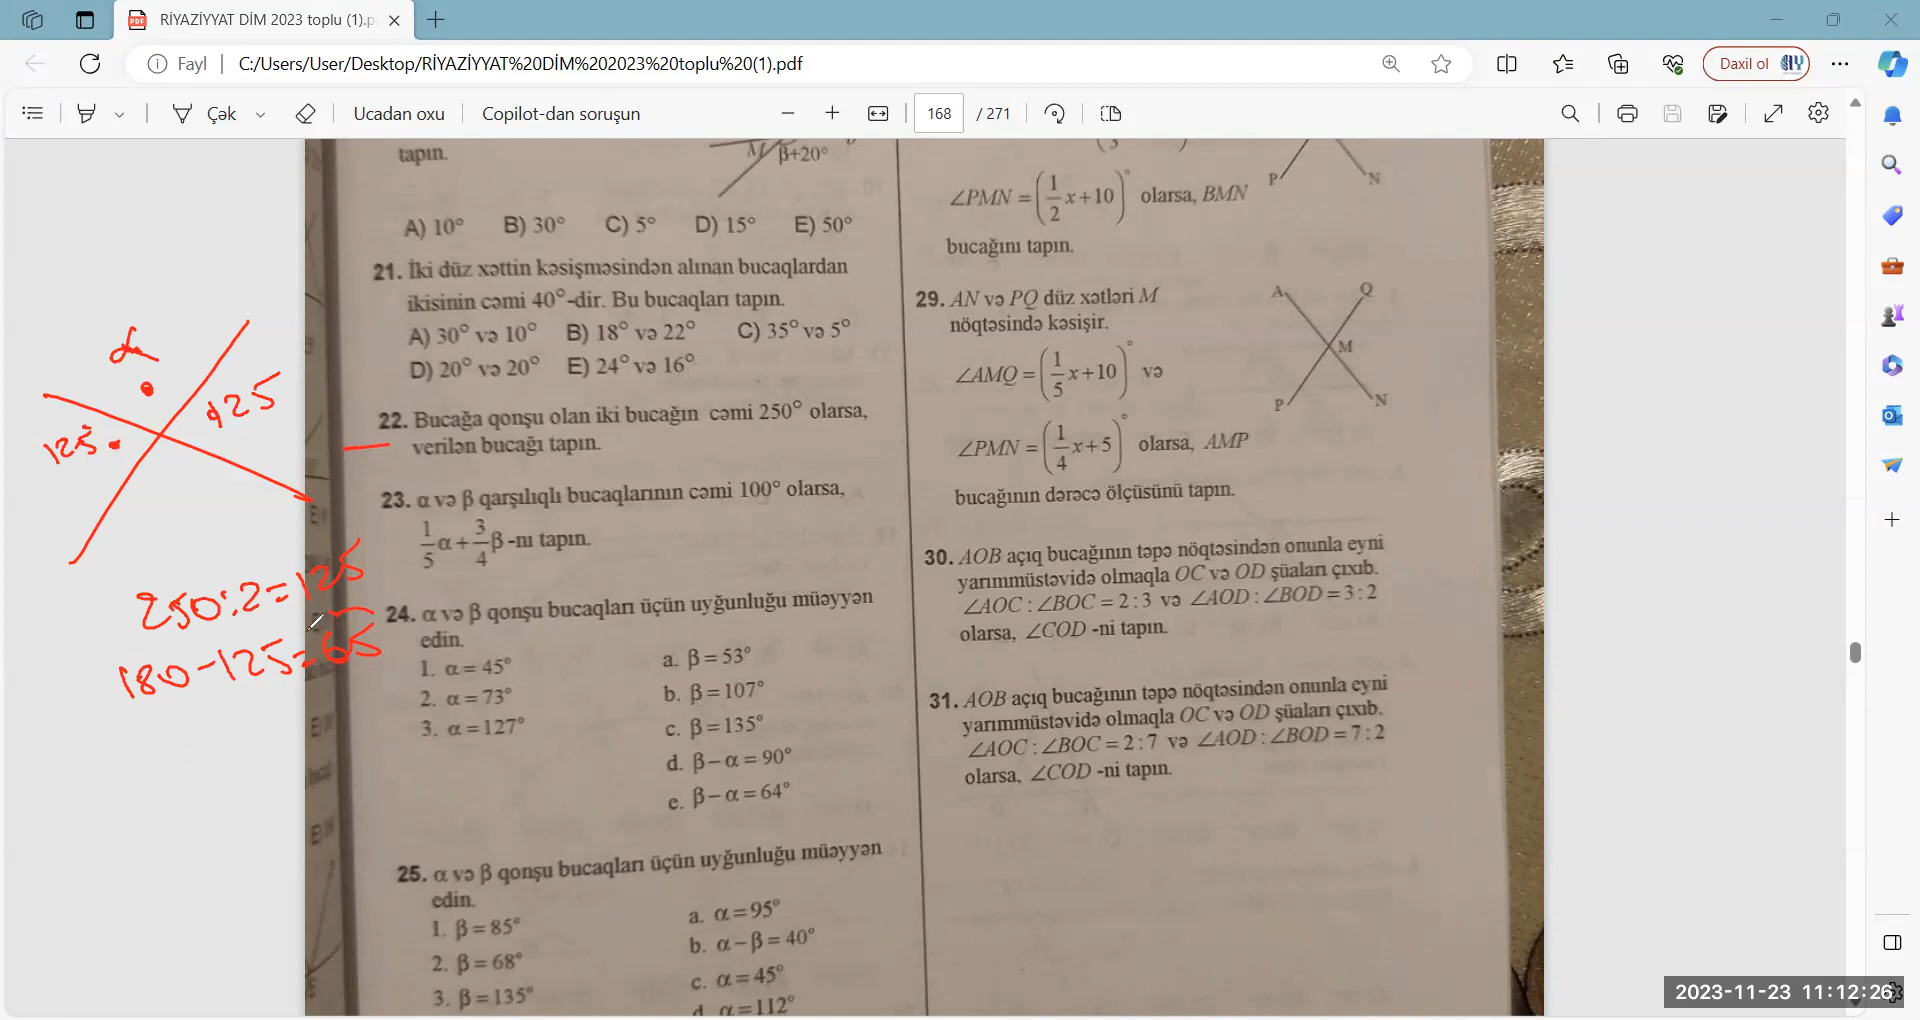 RİYAZİYYAT DİM 2023 toplu (1).p
Fayl
C:/Users/User/Desktop/RİYAZİYYAT%20DİM%202023%20toplu%20(1).pdf
Daxil ol
Çək
Ucadan oxu
Copilot-dan soruşun
168 / 271
tapın.
M β+20°
A) 10° B) 30° C) 5° D) 15° E) 50°
21. İki düz xəttin kəsişməsindən alınan bucaqlardan
ikisinin cəmi 40°-dir. Bu bucaqları tapın.
A) 30° və 10° B) 18° və 22° C) 35° və 5°
D) 20° və 20° E) 24° və 16°
22. Bucağa qonşu olan iki bucağın cəmi 250° olarsa,
verilən bucağı tapın.
23. α və β qarşılıqlı bucaqlarının cəmi 100° olarsa,
1/5 α + 3/4 β -nı tapın.
24. α və β qonşu bucaqları üçün uyğunluğu müəyyən
edin.
1. α = 45°
2. α = 73°
3. α = 127°
a. β = 53°
b. β = 107°
c. β = 135°
d. β − α = 90°
e. β − α = 64°
25. α və β qonşu bucaqları üçün uyğunluğu müəyyən
edin.
1. β = 85°
2. β = 68°
3. β = 135°
a. α = 95°
b. α − β = 40°
c. α = 45°
d α = 112°
P N
∠PMN = (1/2 x + 10)° olarsa, BMN
bucağını tapın.
29. AN və PQ düz xətləri M
nöqtəsində kəsişir.
∠AMQ = (1/5 x + 10)° və
∠PMN = (1/4 x + 5)° olarsa, AMP
bucağının dərəcə ölçüsünü tapın.
A Q
M
P N
30. AOB açıq bucağının təpə nöqtəsindən onunla eyni
yarımmüstəvidə olmaqla OC və OD şüaları çıxıb.
∠AOC : ∠BOC = 2 : 3 və ∠AOD : ∠BOD = 3 : 2
olarsa, ∠COD -ni tapın.
31. AOB açıq bucağının təpə nöqtəsindən onunla eyni
yarımmüstəvidə olmaqla OC və OD şüaları çıxıb.
∠AOC : ∠BOC = 2 : 7 və ∠AOD : ∠BOD = 7 : 2
olarsa, ∠COD -ni tapın.
α
125
125
250:2=125
180-125=65
2023-11-23 11:12:26